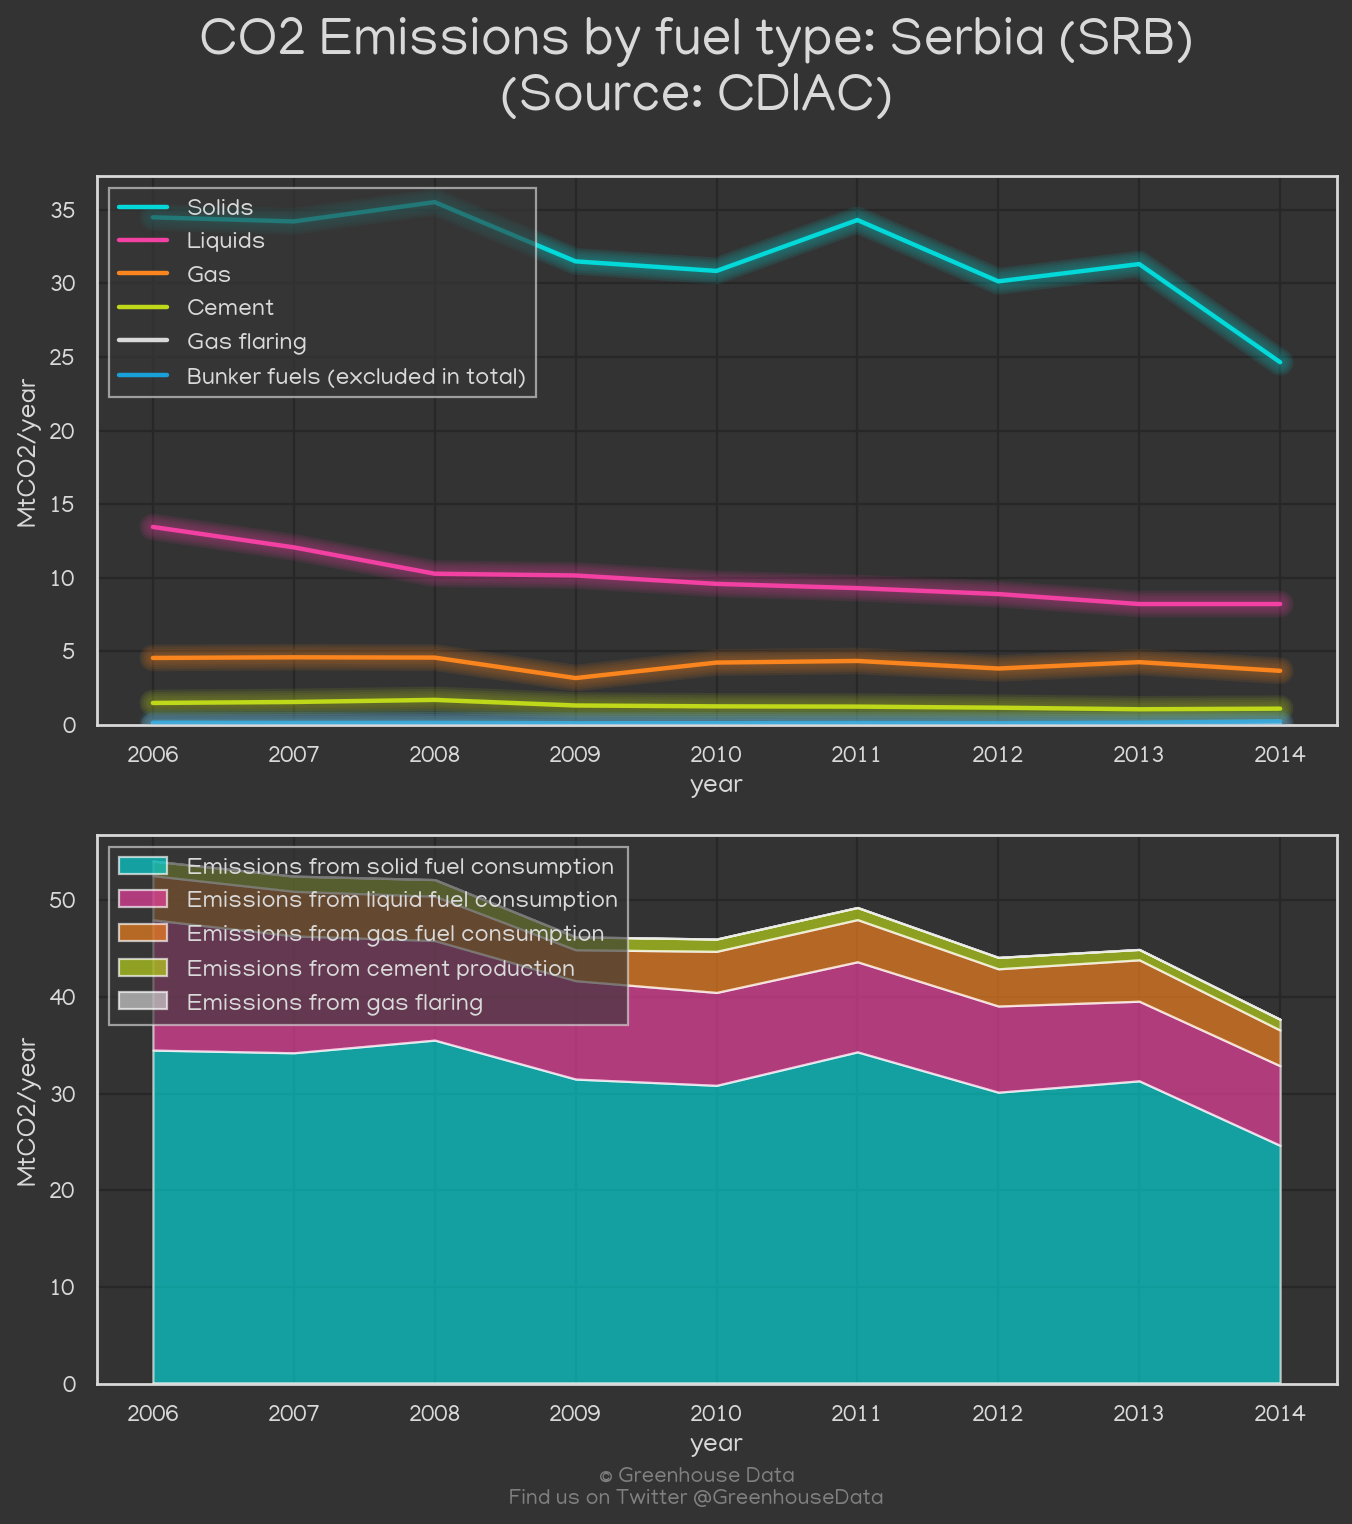 CO2 Emissions by fuel type: Serbia (SRB)
(Source: CDIAC)
Solids
Liquids
Gas
Cement
Gas flaring
Bunker fuels (excluded in total)
35
30
25
20
15
10
5
0
MtCO2/year
2006 2007 2008 2009 2010 2011 2012 2013 2014
year
Emissions from solid fuel consumption
Emissions from liquid fuel consumption
Emissions from gas fuel consumption
Emissions from cement production
Emissions from gas flaring
50
40
30
20
10
0
MtCO2/year
2006 2007 2008 2009 2010 2011 2012 2013 2014
year
© Greenhouse Data
Find us on Twitter @GreenhouseData